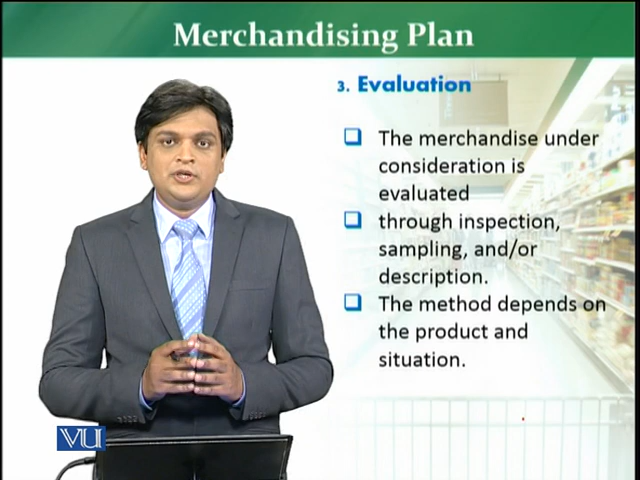 Merchandising Plan
3. Evaluation
The merchandise under
consideration is
evaluated
through inspection,
sampling, and/or
description.
The method depends on
the product and
situation.
VU